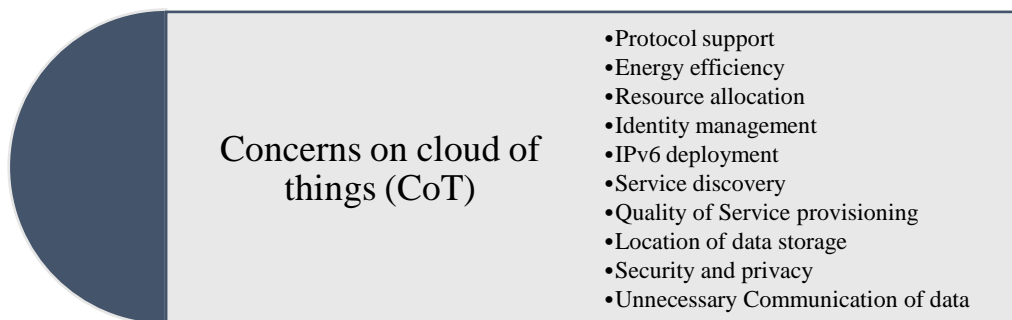 Concerns on cloud of
things (CoT)
•Protocol support
•Energy efficiency
•Resource allocation
•Identity management
•IPv6 deployment
•Service discovery
•Quality of Service provisioning
•Location of data storage
•Security and privacy
•Unnecessary Communication of data